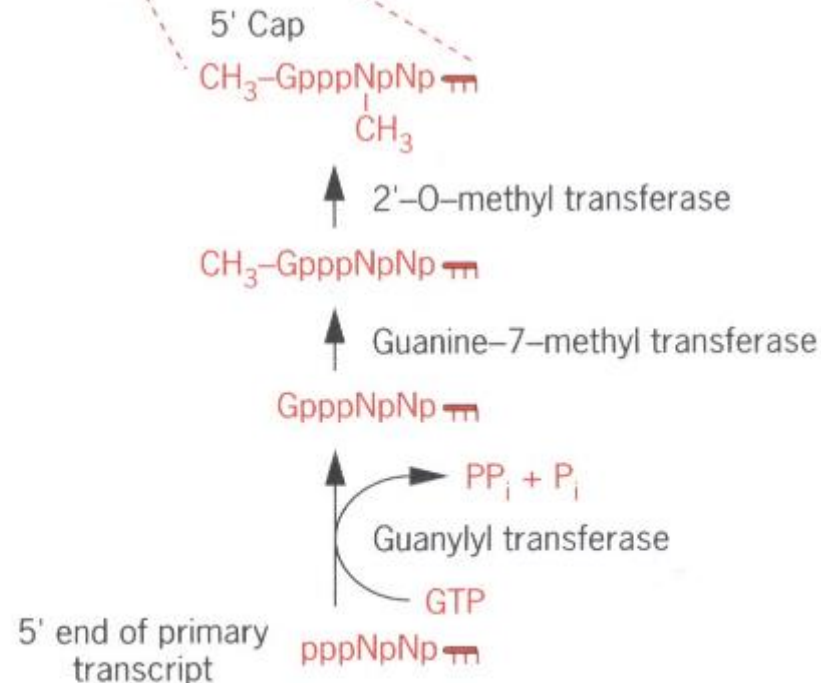 5' Cap
CH₃–GpppNpNp
CH₃
2'–O–methyl transferase
CH₃–GpppNpNp
Guanine–7–methyl transferase
GpppNpNp
PPᵢ + Pᵢ
Guanylyl transferase
GTP
5' end of primary
transcript
pppNpNp